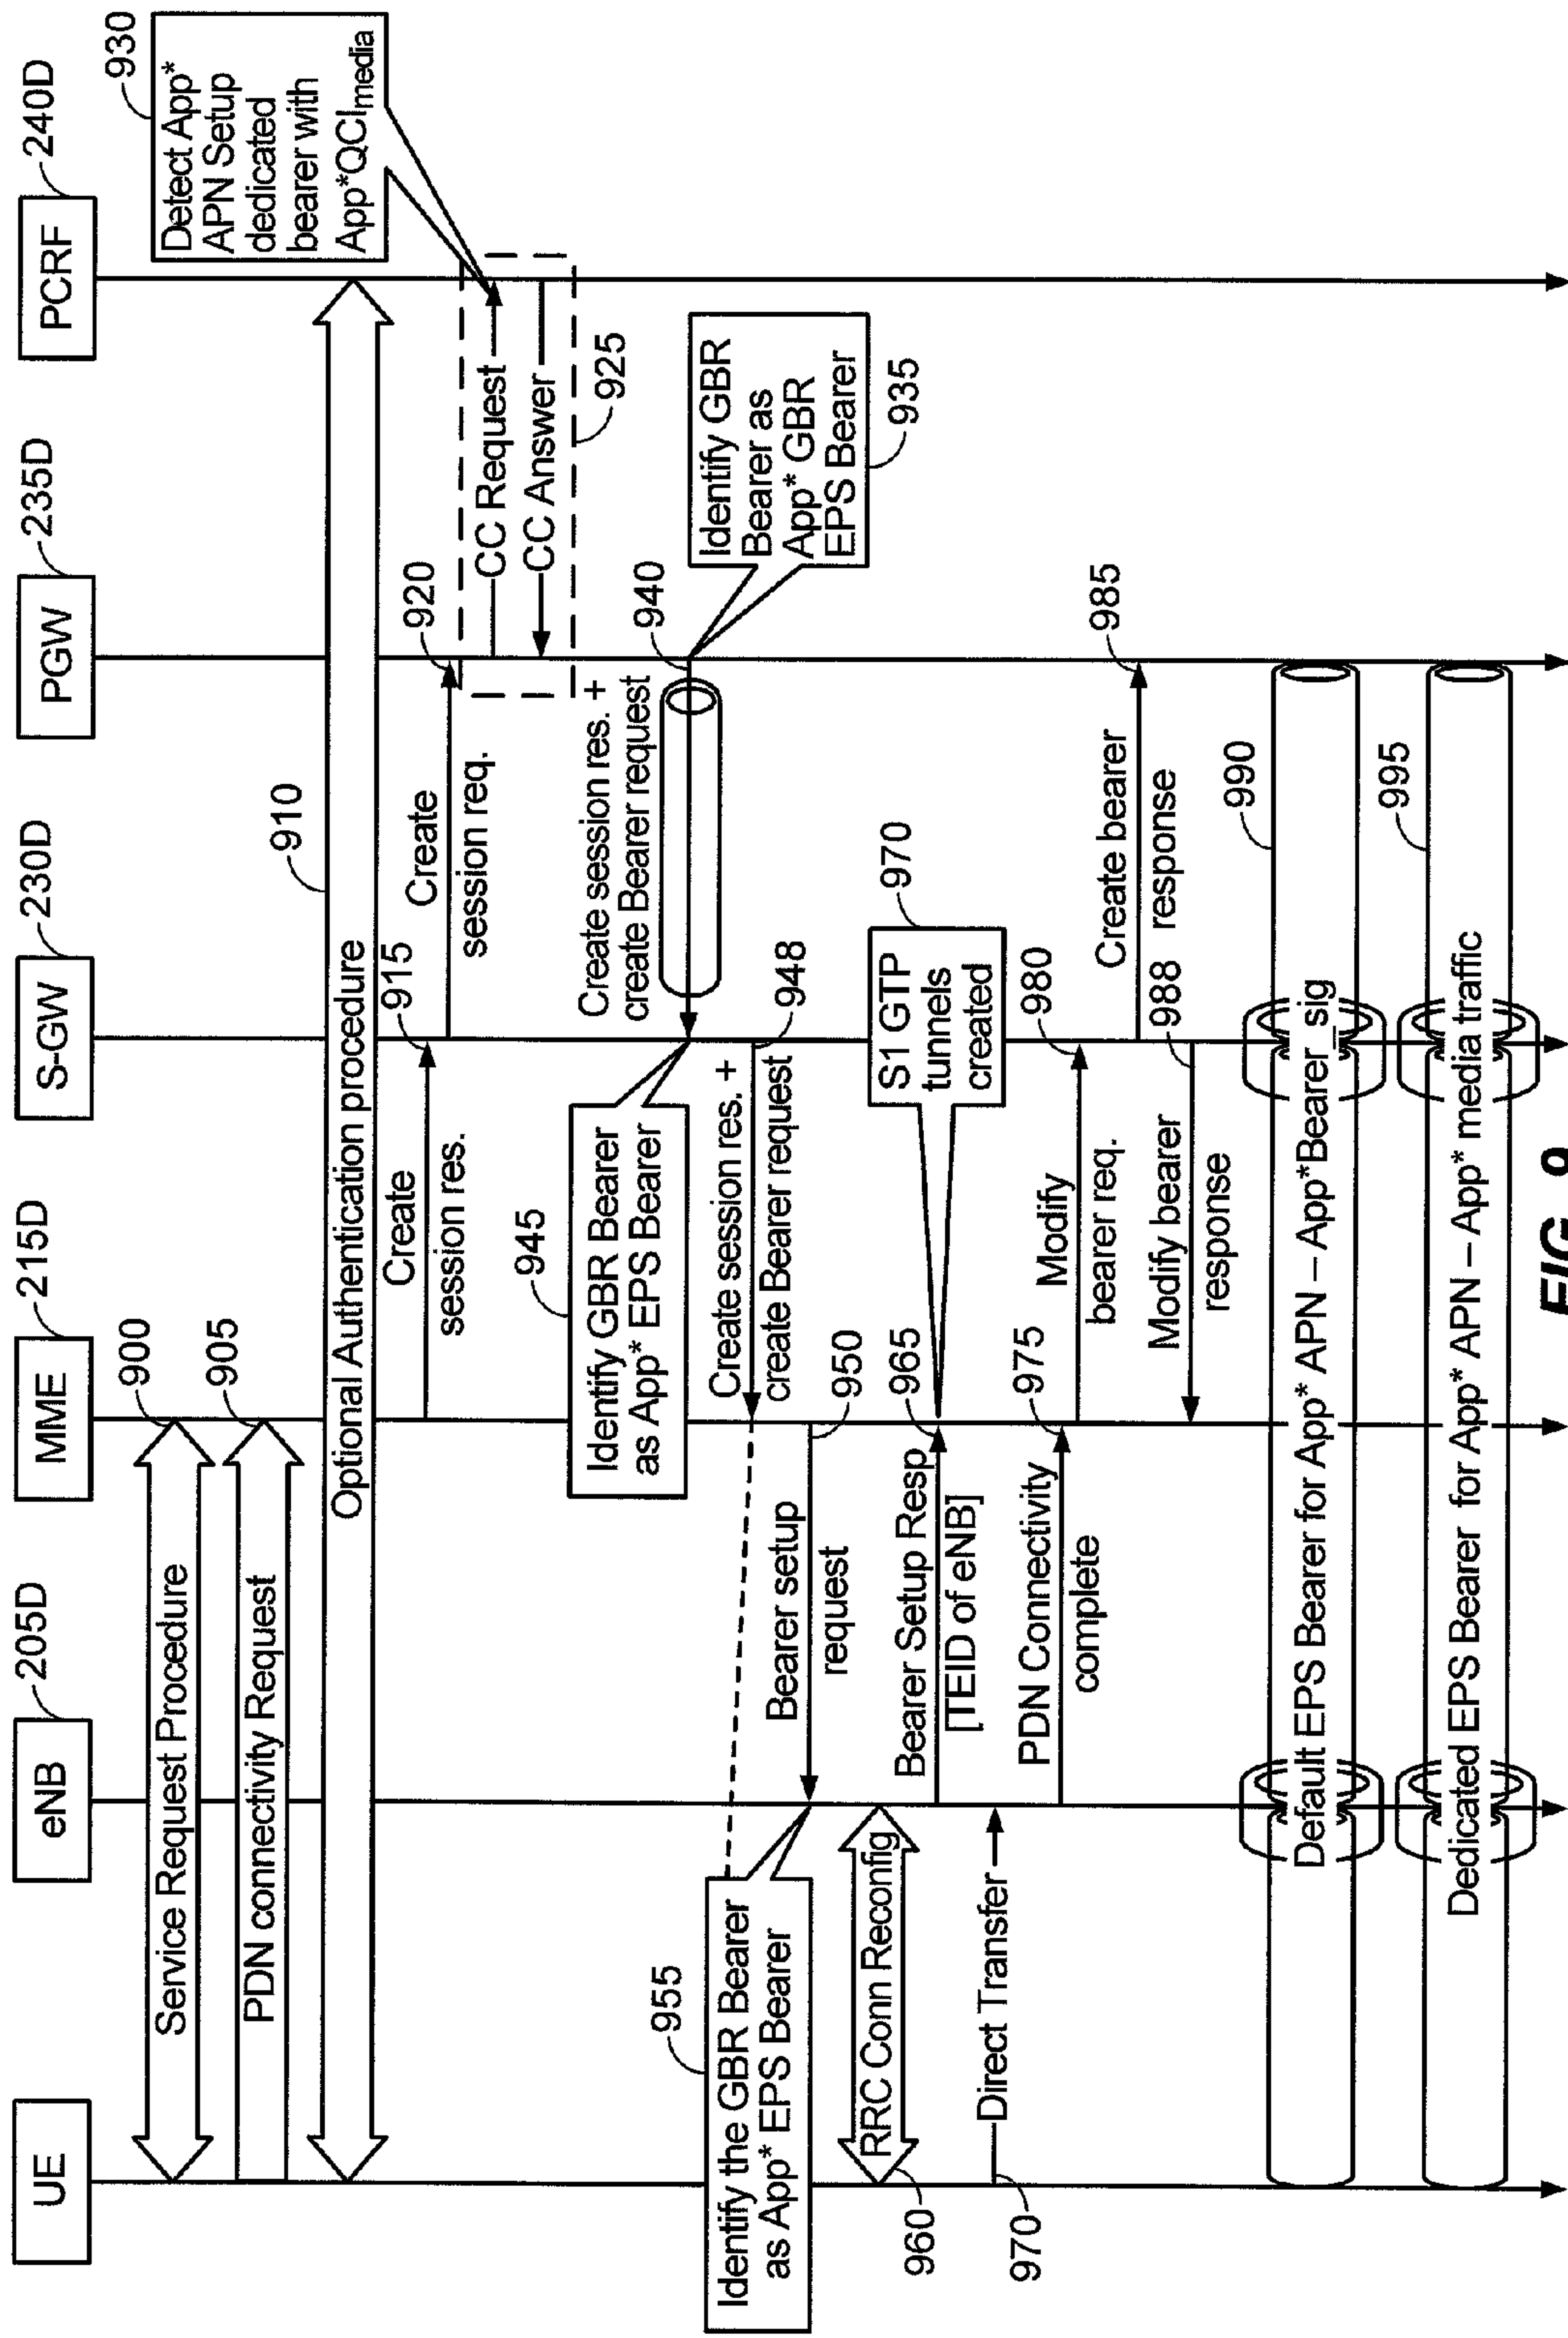 UE
eNB
205D
MME
215D
S-GW
230D
PGW
235D
PCRF
240D
Service Request Procedure
900
PDN connectivity Request
905
Optional Authentication procedure
910
Create
session res.
915
Create
session req.
920
CC Request
CC Answer
925
930
Detect App*
APN Setup
dedicated
bearer with
App*QCImedia
Identify GBR
Bearer as
App* GBR
EPS Bearer
935
Create session res. +
create Bearer request
940
945
Identify GBR Bearer
as App* EPS Bearer
Create session res. +
create Bearer request
948
Bearer setup
request
950
955
Identify the GBR Bearer
as App* EPS Bearer
RRC Conn Reconfig
960
Bearer Setup Resp
[TEID of eNB]
965
S1 GTP
tunnels
created
970
Direct Transfer
970
PDN Connectivity
complete
975
Modify
bearer req.
980
Create bearer
response
985
Modify bearer
response
988
Default EPS Bearer for App* APN – App*Bearer_sig
990
Dedicated EPS Bearer for App* APN – App* media traffic
995
FIG. 9